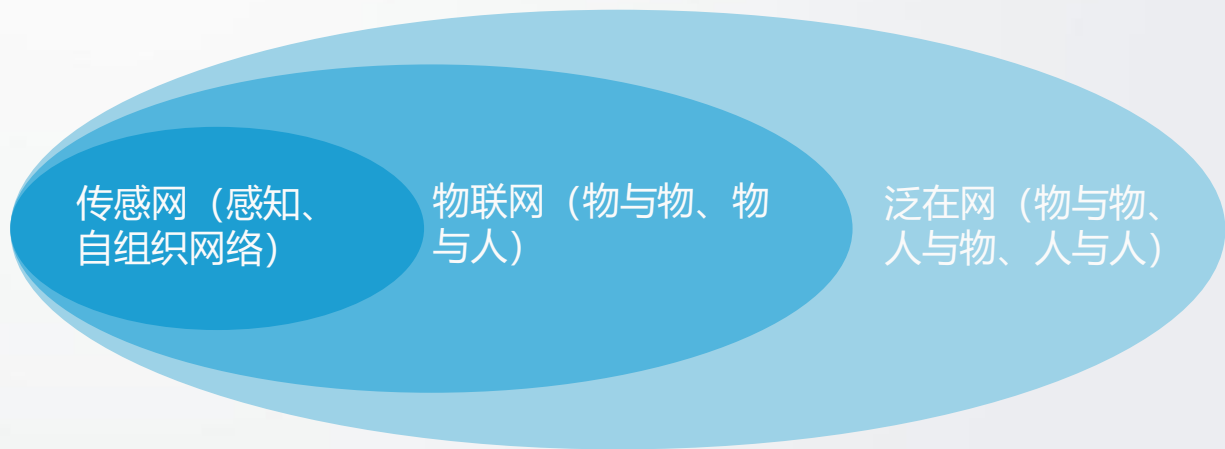 传感网（感知、
自组织网络）
物联网（物与物、物
与人）
泛在网（物与物、
人与物、人与人）